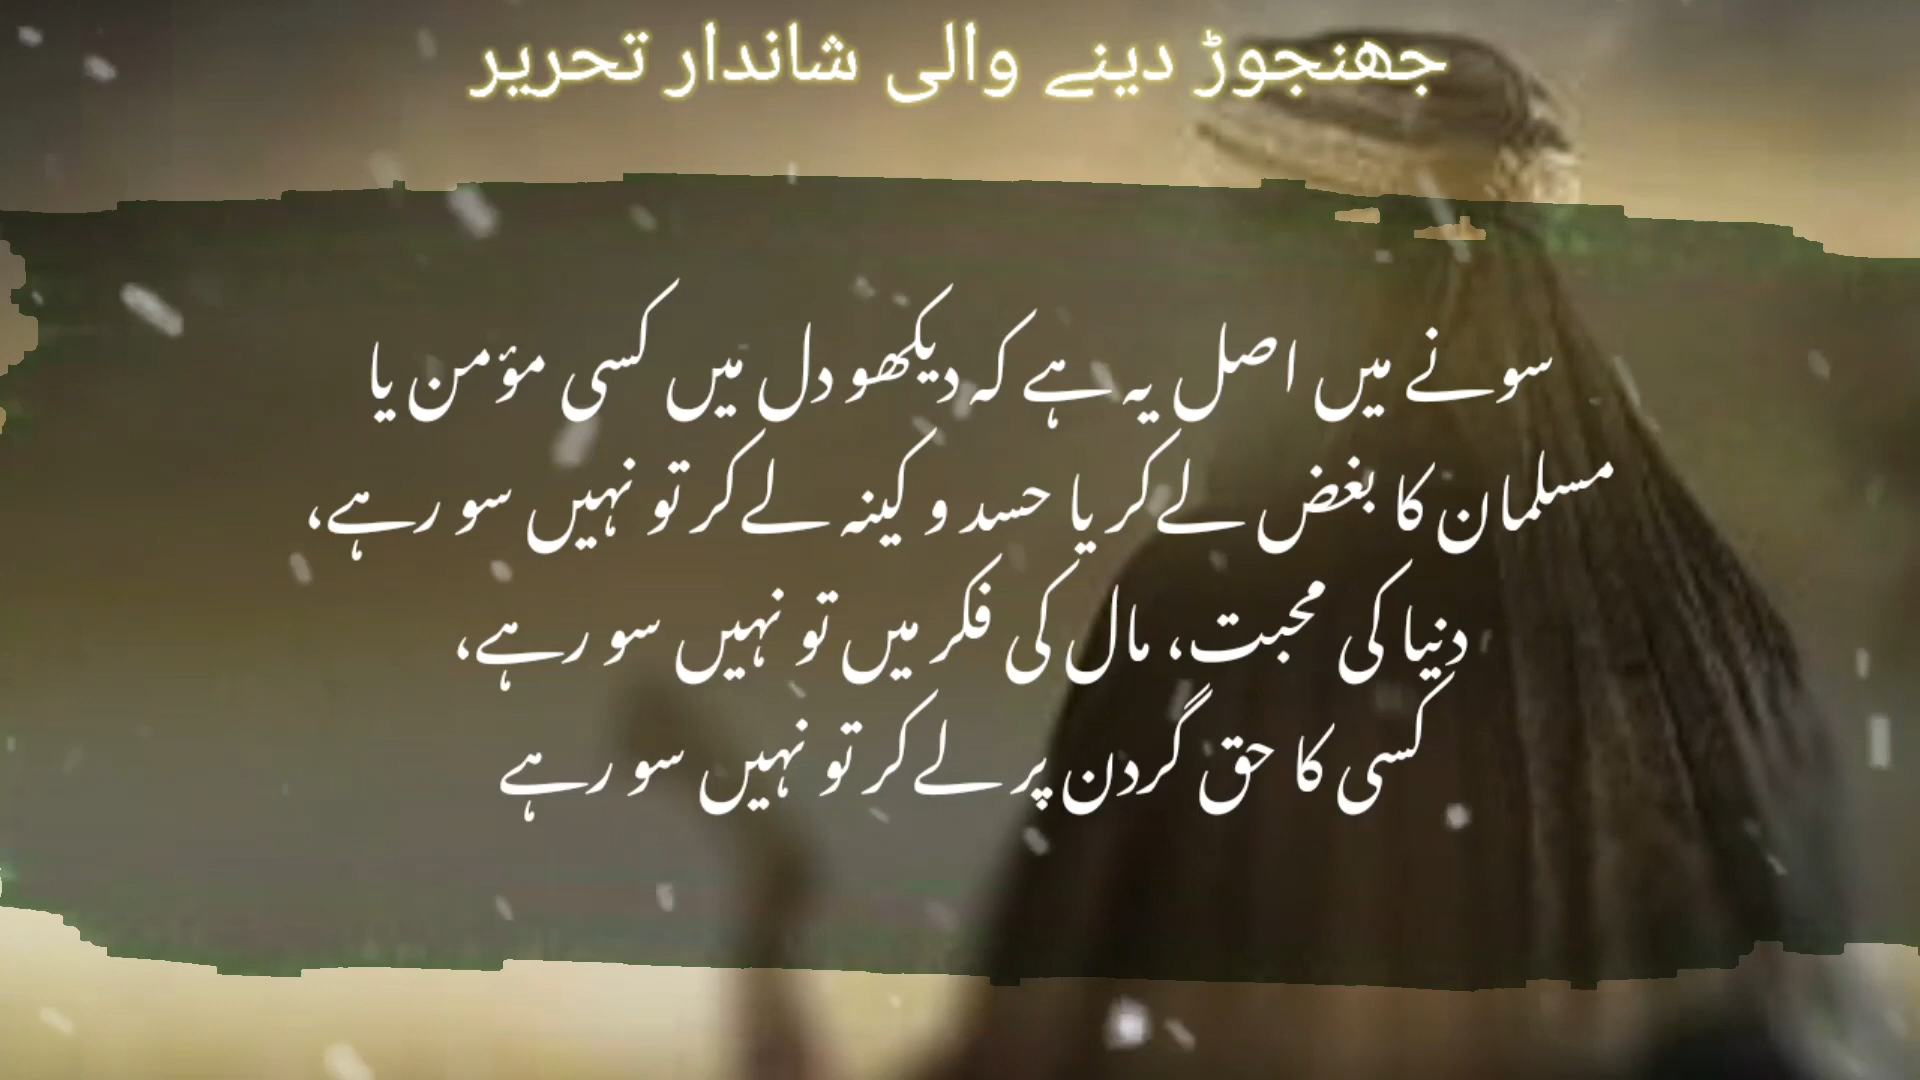 جھنجوڑ دینے والی شاندار تحریر
سونے میں اصل یہ ہے کہ دیکھو دل میں کسی مؤمن یا
مسلمان کا بغض لے کر یا حسد و کینہ لے کر تو نہیں سو رہے،
دنیا کی محبت، مال کی فکر میں تو نہیں سو رہے،
کسی کا حق گردن پر لے کر تو نہیں سو رہے